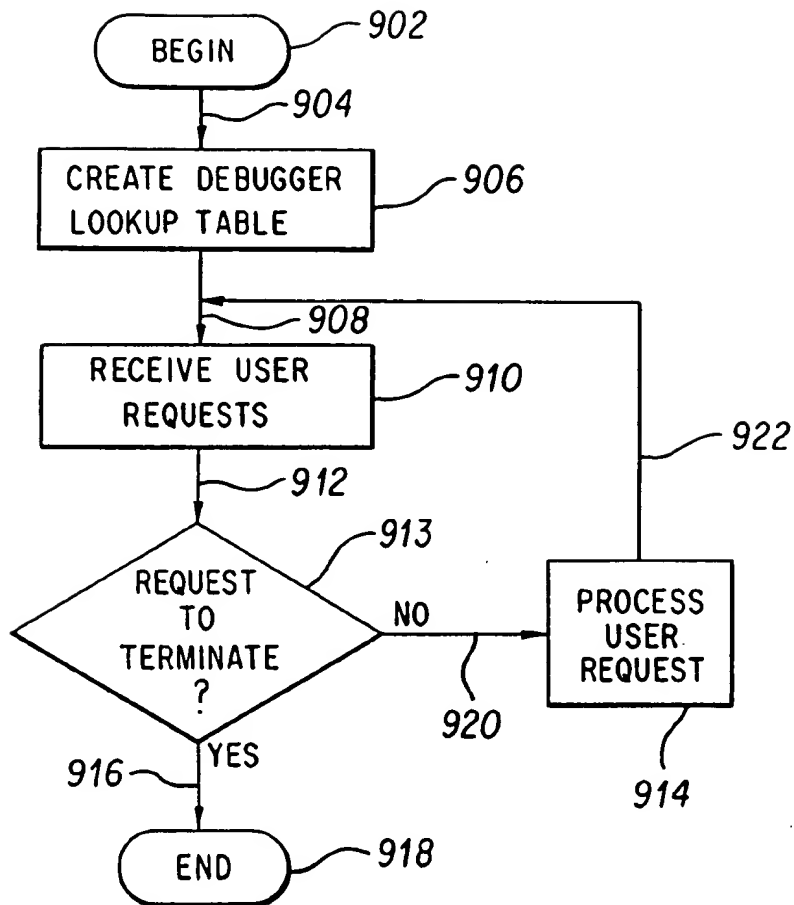 BEGIN
902
904
CREATE DEBUGGER
LOOKUP TABLE
906
908
RECEIVE USER
REQUESTS
910
912
913
REQUEST
TO
TERMINATE
?
NO
920
PROCESS
USER
REQUEST
914
922
YES
916
END
918